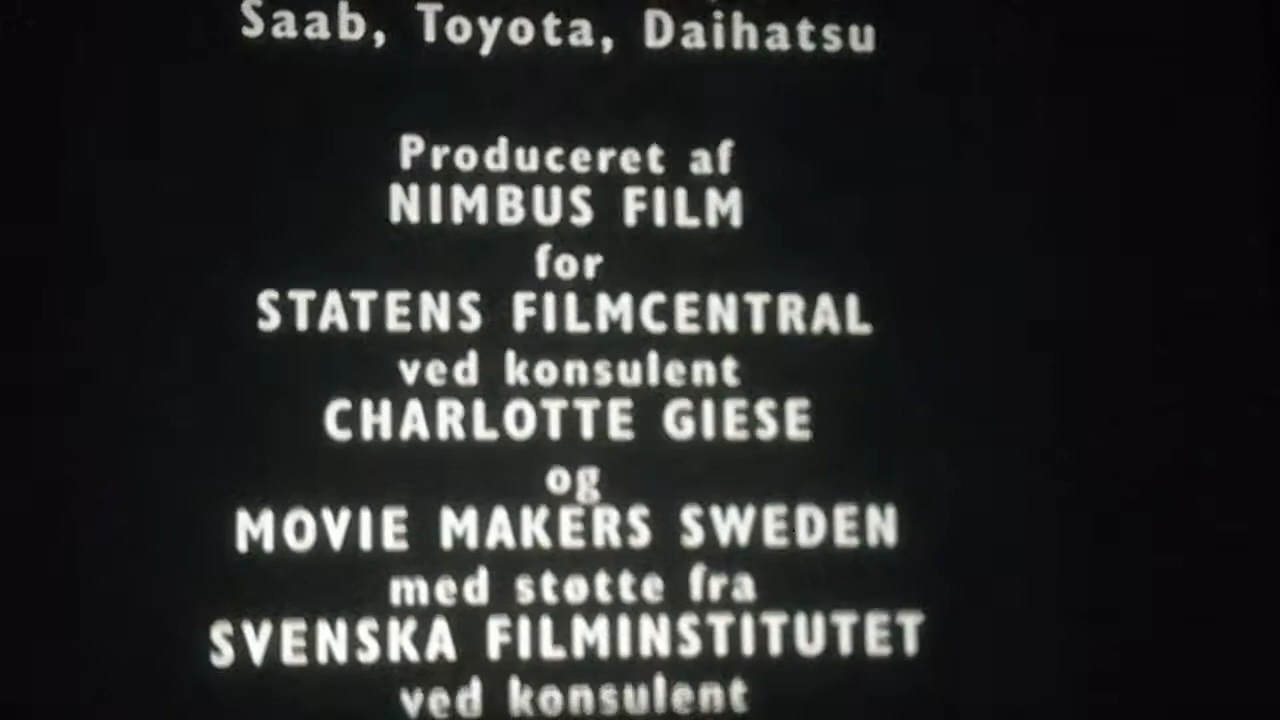 Saab, Toyota, Daihatsu
Produceret af
NIMBUS FILM
for
STATENS FILMCENTRAL
ved konsulent
CHARLOTTE GIESE
og
MOVIE MAKERS SWEDEN
med støtte fra
SVENSKA FILMINSTITUTET
ved konsulent